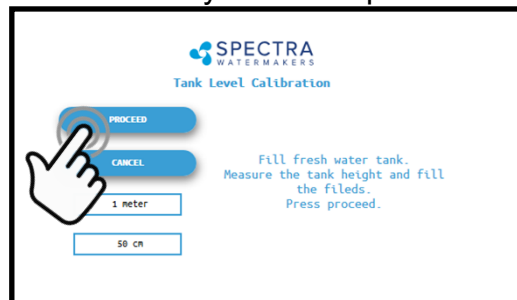 SPECTRA
WATERMAKERS
Tank Level Calibration
PROCEED
CANCEL
1 meter
50 cm
Fill fresh water tank.
Measure the tank height and fill
the fileds.
Press proceed.